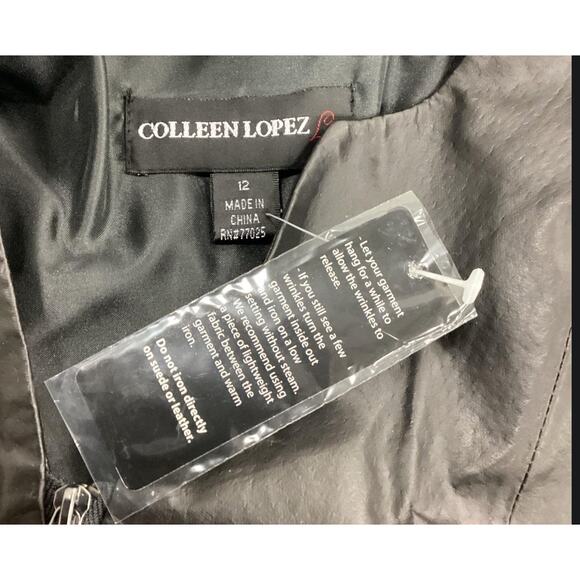 COLLEEN LOPEZ
12
MADE IN
CHINA
RN#77025
- Let your garment
hang for a while to
allow the wrinkles to
release.
- If you still see a few
wrinkles turn the
garment inside out
and iron on a low
setting without steam.
We recommend using
a piece of lightweight
fabric between the
garment and warm
iron.
Do not iron directly
on suede or leather.